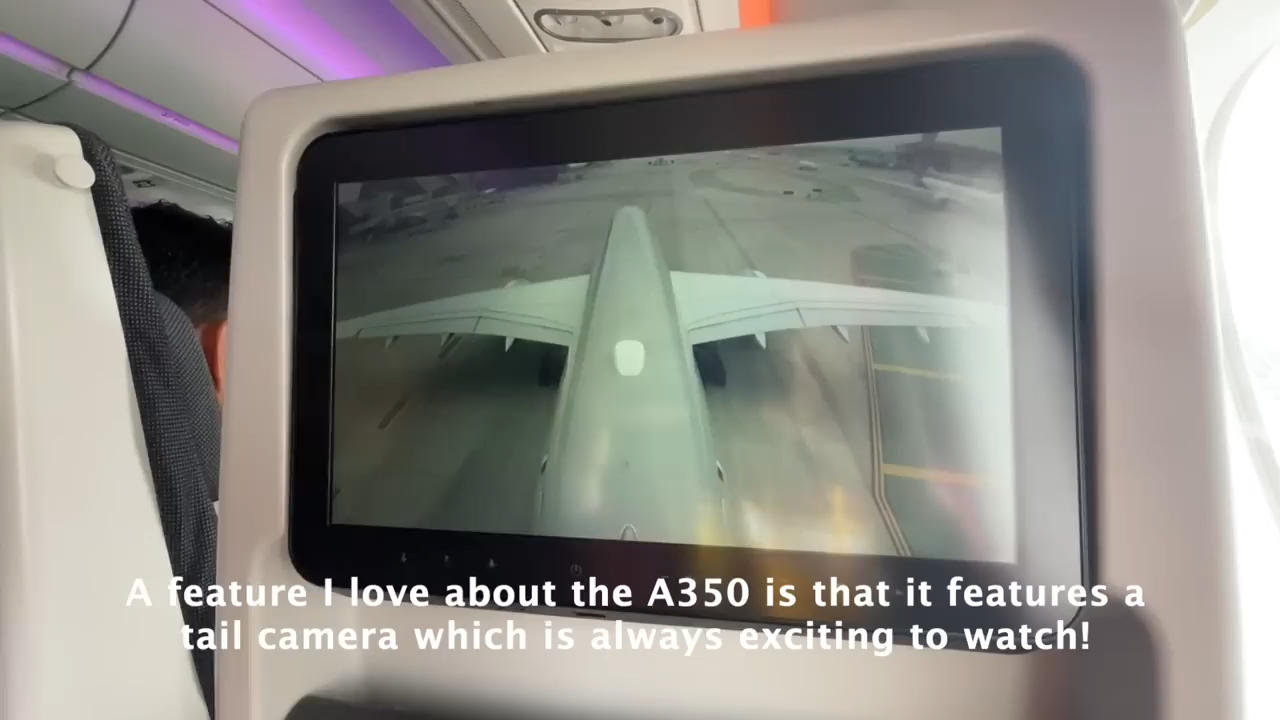 A feature I love about the A350 is that it features a
tail camera which is always exciting to watch!